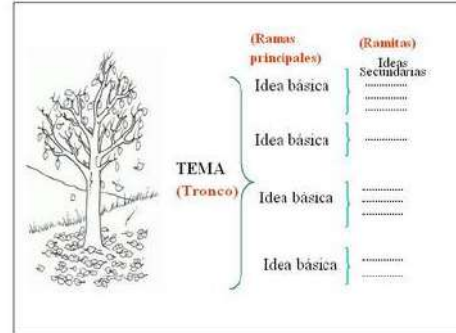 (Ramas
principales)
(Ramitas)
Ideas
Secundarias
Idea básica
Idea básica
TEMA
(Tronco)
Idea básica
Idea básica